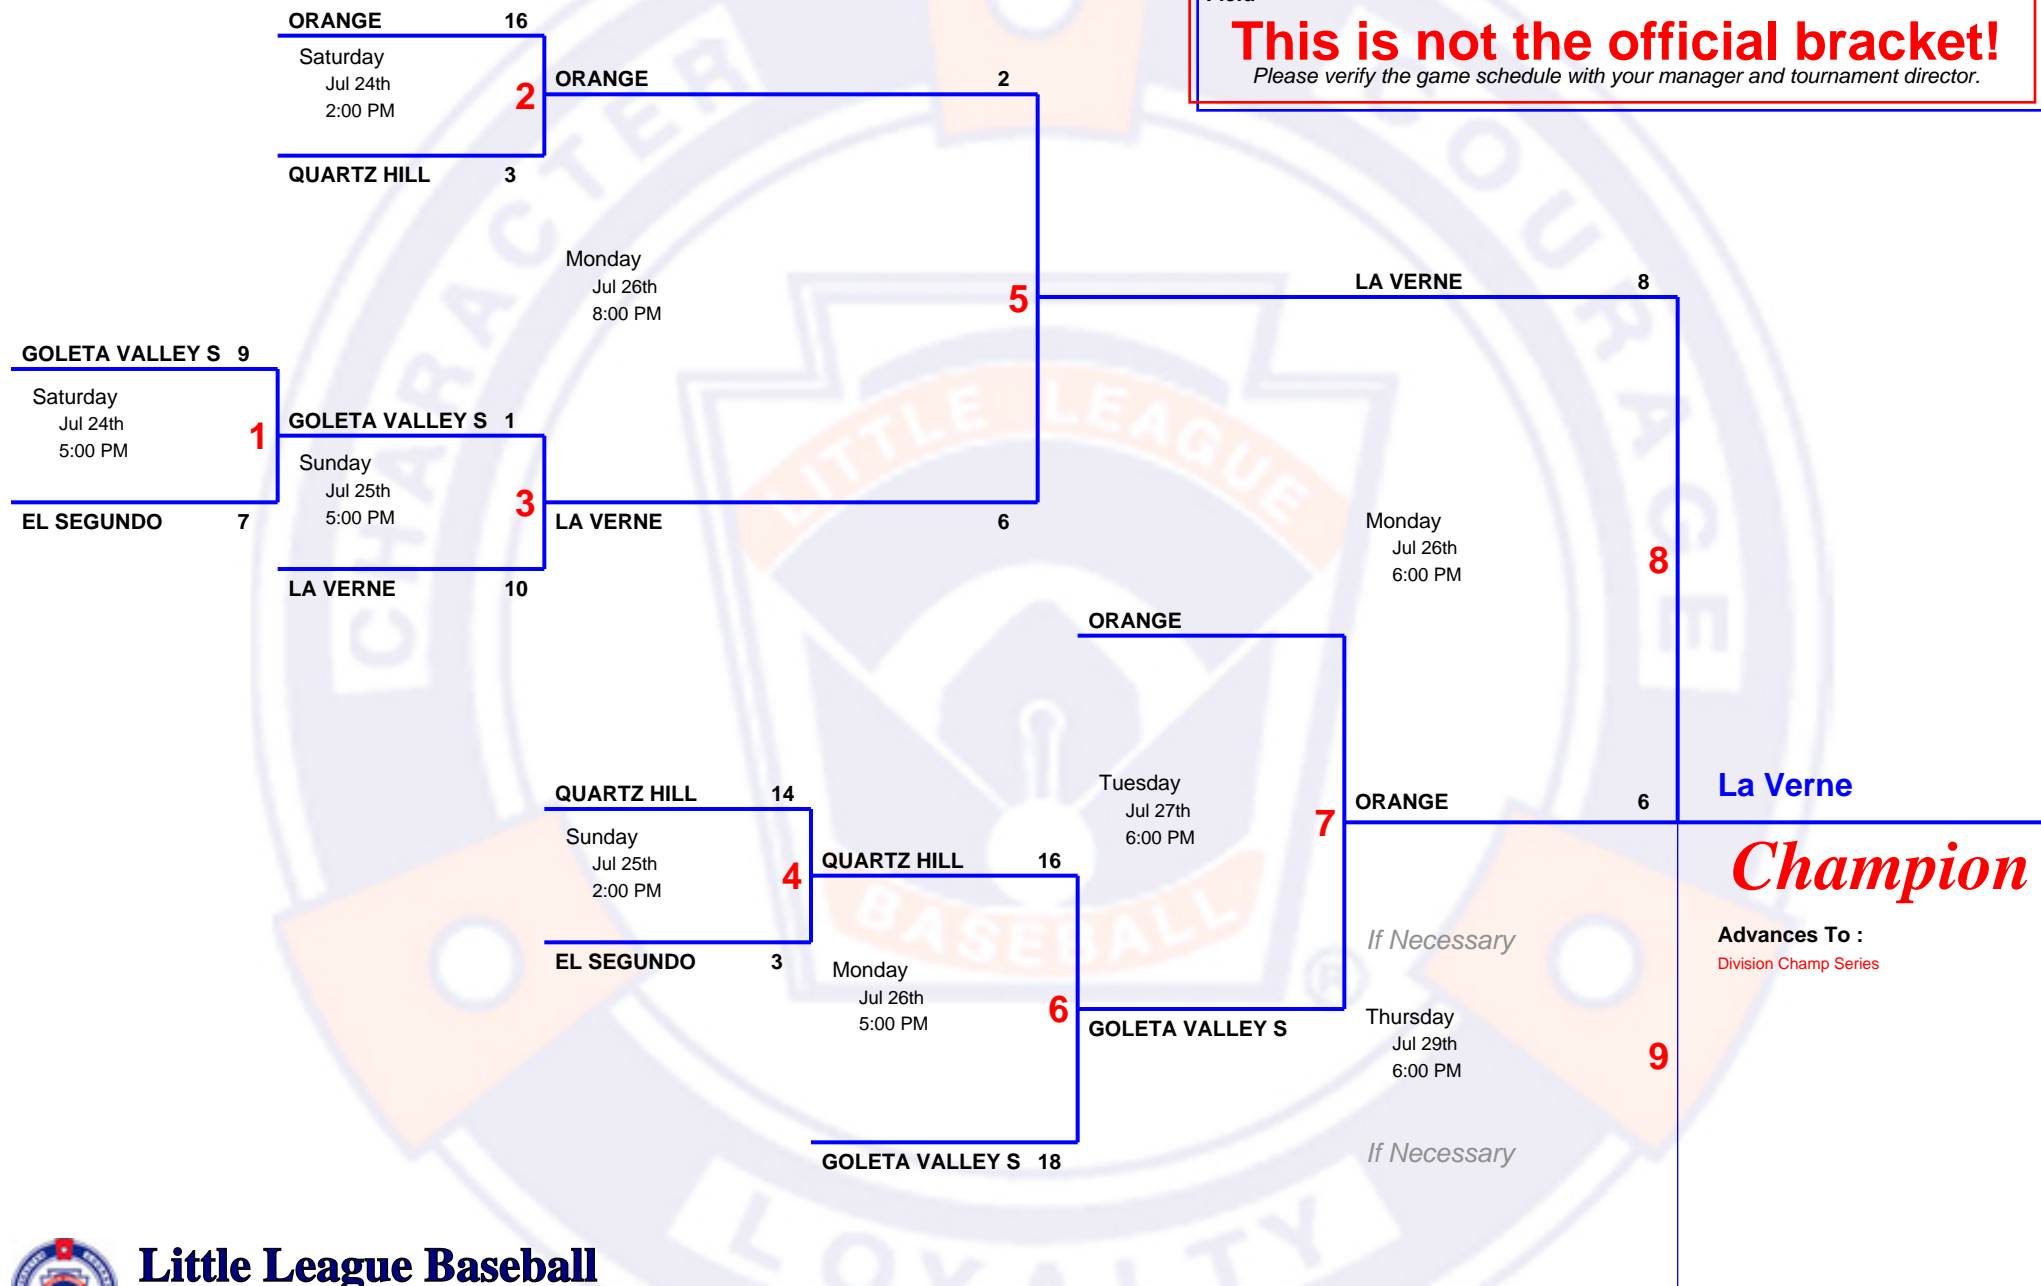 This is not the official bracket!
Please verify the game schedule with your manager and tournament director.
ORANGE 16
Saturday
Jul 24th
2:00 PM
2
QUARTZ HILL 3
ORANGE 2
Monday
Jul 26th
8:00 PM
5
GOLETA VALLEY S 9
Saturday
Jul 24th
5:00 PM
1
EL SEGUNDO 7
GOLETA VALLEY S 1
Sunday
Jul 25th
5:00 PM
3
LA VERNE 10
LA VERNE 6
LA VERNE 8
Monday
Jul 26th
6:00 PM
8
ORANGE
Tuesday
Jul 27th
6:00 PM
7
GOLETA VALLEY S
QUARTZ HILL 14
Sunday
Jul 25th
2:00 PM
4
EL SEGUNDO 3
QUARTZ HILL 16
Monday
Jul 26th
5:00 PM
6
GOLETA VALLEY S 18
ORANGE 6
If Necessary
Thursday
Jul 29th
6:00 PM
9
If Necessary
La Verne
Champion
Advances To :
Division Champ Series
CHARACTER
COURAGE
LOYALTY
LITTLE LEAGUE
BASEBALL
®
Little League Baseball